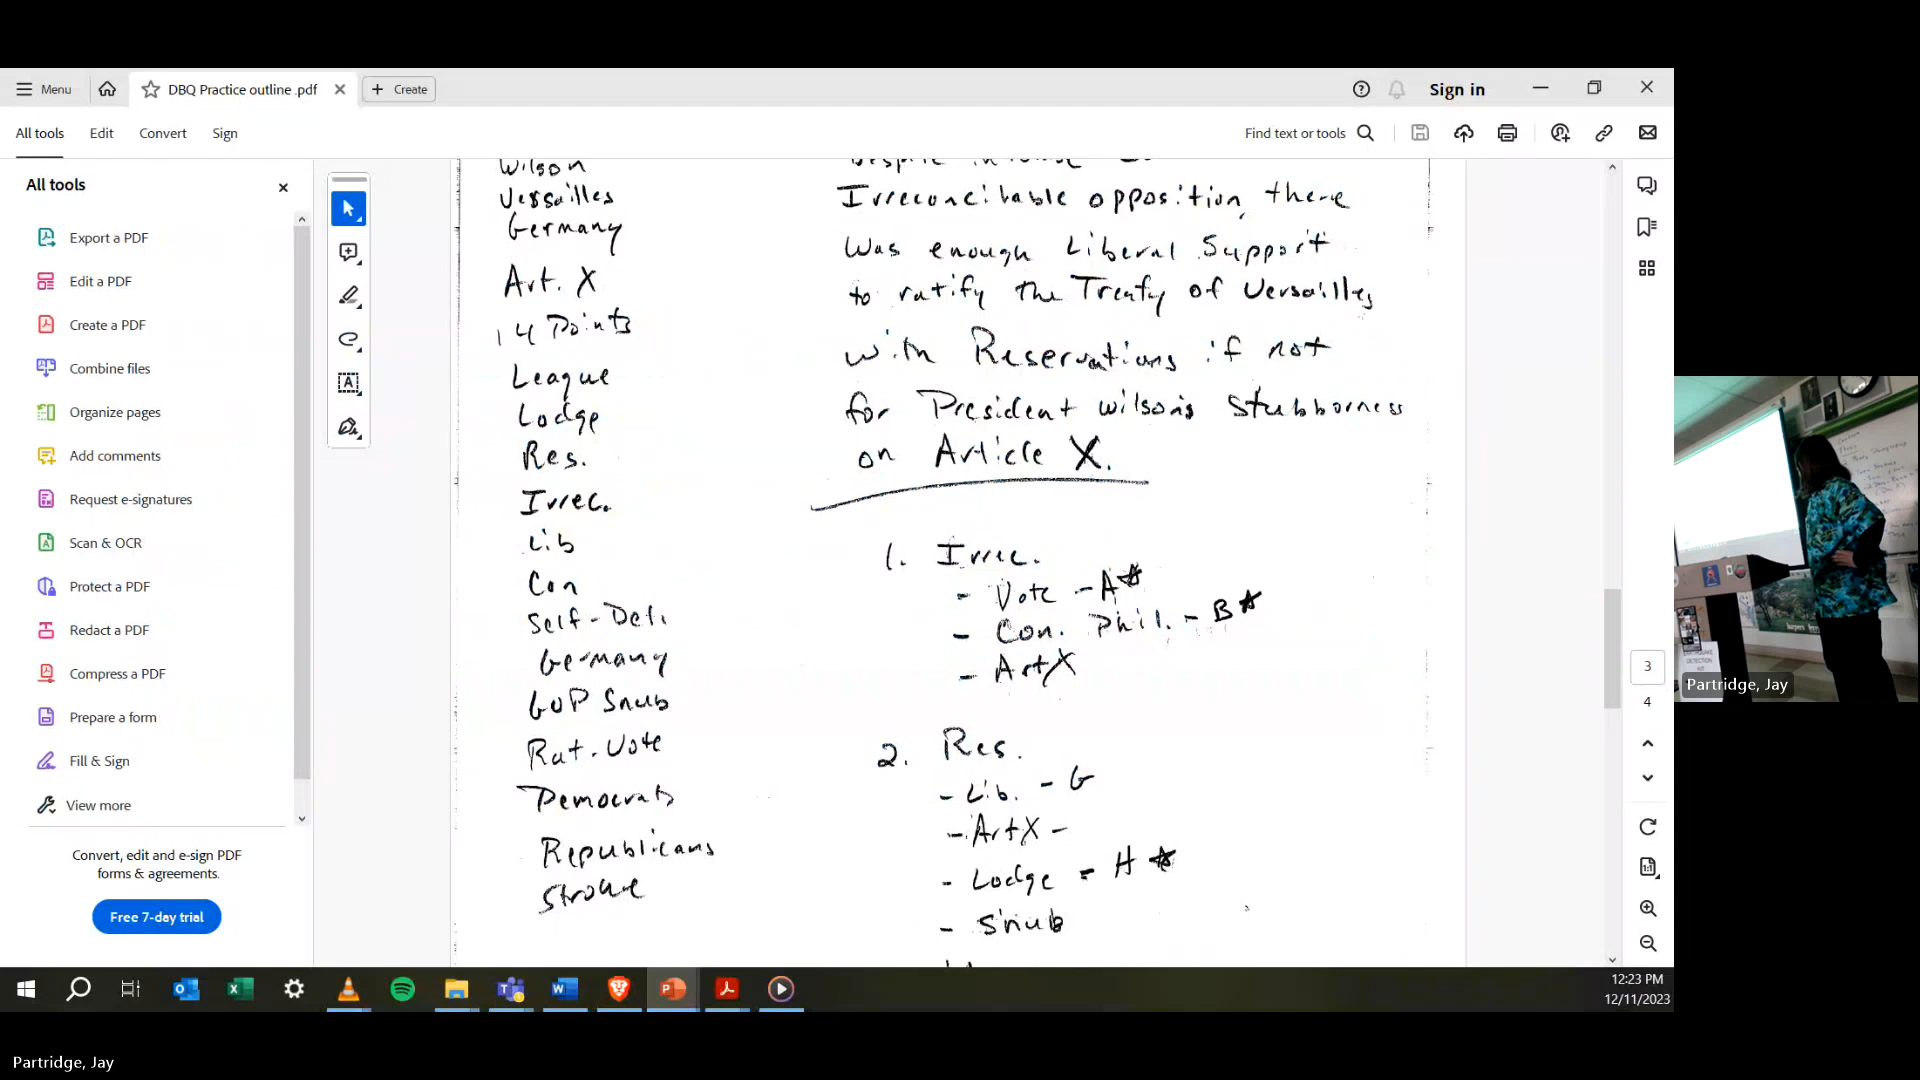 Menu
DBQ Practice outline .pdf
Create
Sign in
All tools
Edit
Convert
Sign
Find text or tools
All tools
Export a PDF
Edit a PDF
Create a PDF
Combine files
Organize pages
Add comments
Request e-signatures
Scan & OCR
Protect a PDF
Redact a PDF
Compress a PDF
Prepare a form
Fill & Sign
View more
Convert, edit and e-sign PDF
forms & agreements.
Free 7-day trial
Wilson
Versailles
Germany
Art. X
14 Points
League
Lodge
Res.
Irrec.
Lib
Con
Self-Det.
Germany
GOP Snub
Rat. Vote
Democrats
Republicans
Stroke
Despite
Irreconcilable opposition, there
was enough Liberal Support
to ratify the Treaty of Versailles
with Reservations if not
for President Wilson's Stubborness
on Article X.
1. Irrec.
- Vote - A
- Con. Phil. - B
- Art X
2. Res.
- Lib. - G
- Art X -
- Lodge - H
- Snub
3
4
Partridge, Jay
12:23 PM
12/11/2023
Partridge, Jay